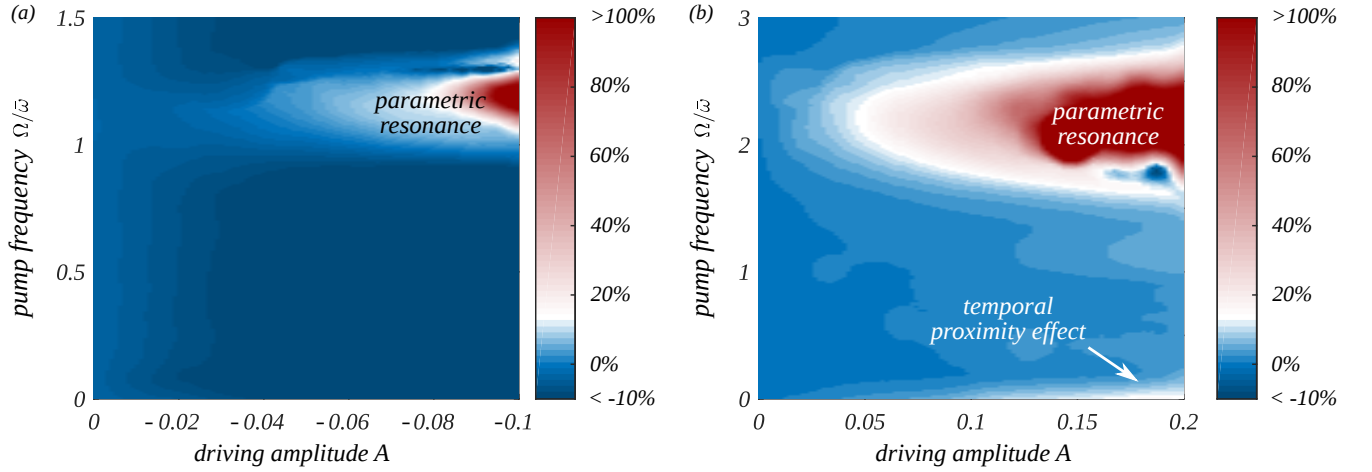 (a)
1.5
1
0.5
0
pump frequency Ω/ω̄
parametric
resonance
0
-0.02
-0.04
-0.06
-0.08
-0.1
driving amplitude A
>100%
80%
60%
40%
20%
0%
< -10%
(b)
3
2
1
0
pump frequency Ω/ω̄
parametric
resonance
temporal
proximity effect
0
0.05
0.1
0.15
0.2
driving amplitude A
>100%
80%
60%
40%
20%
0%
< -10%